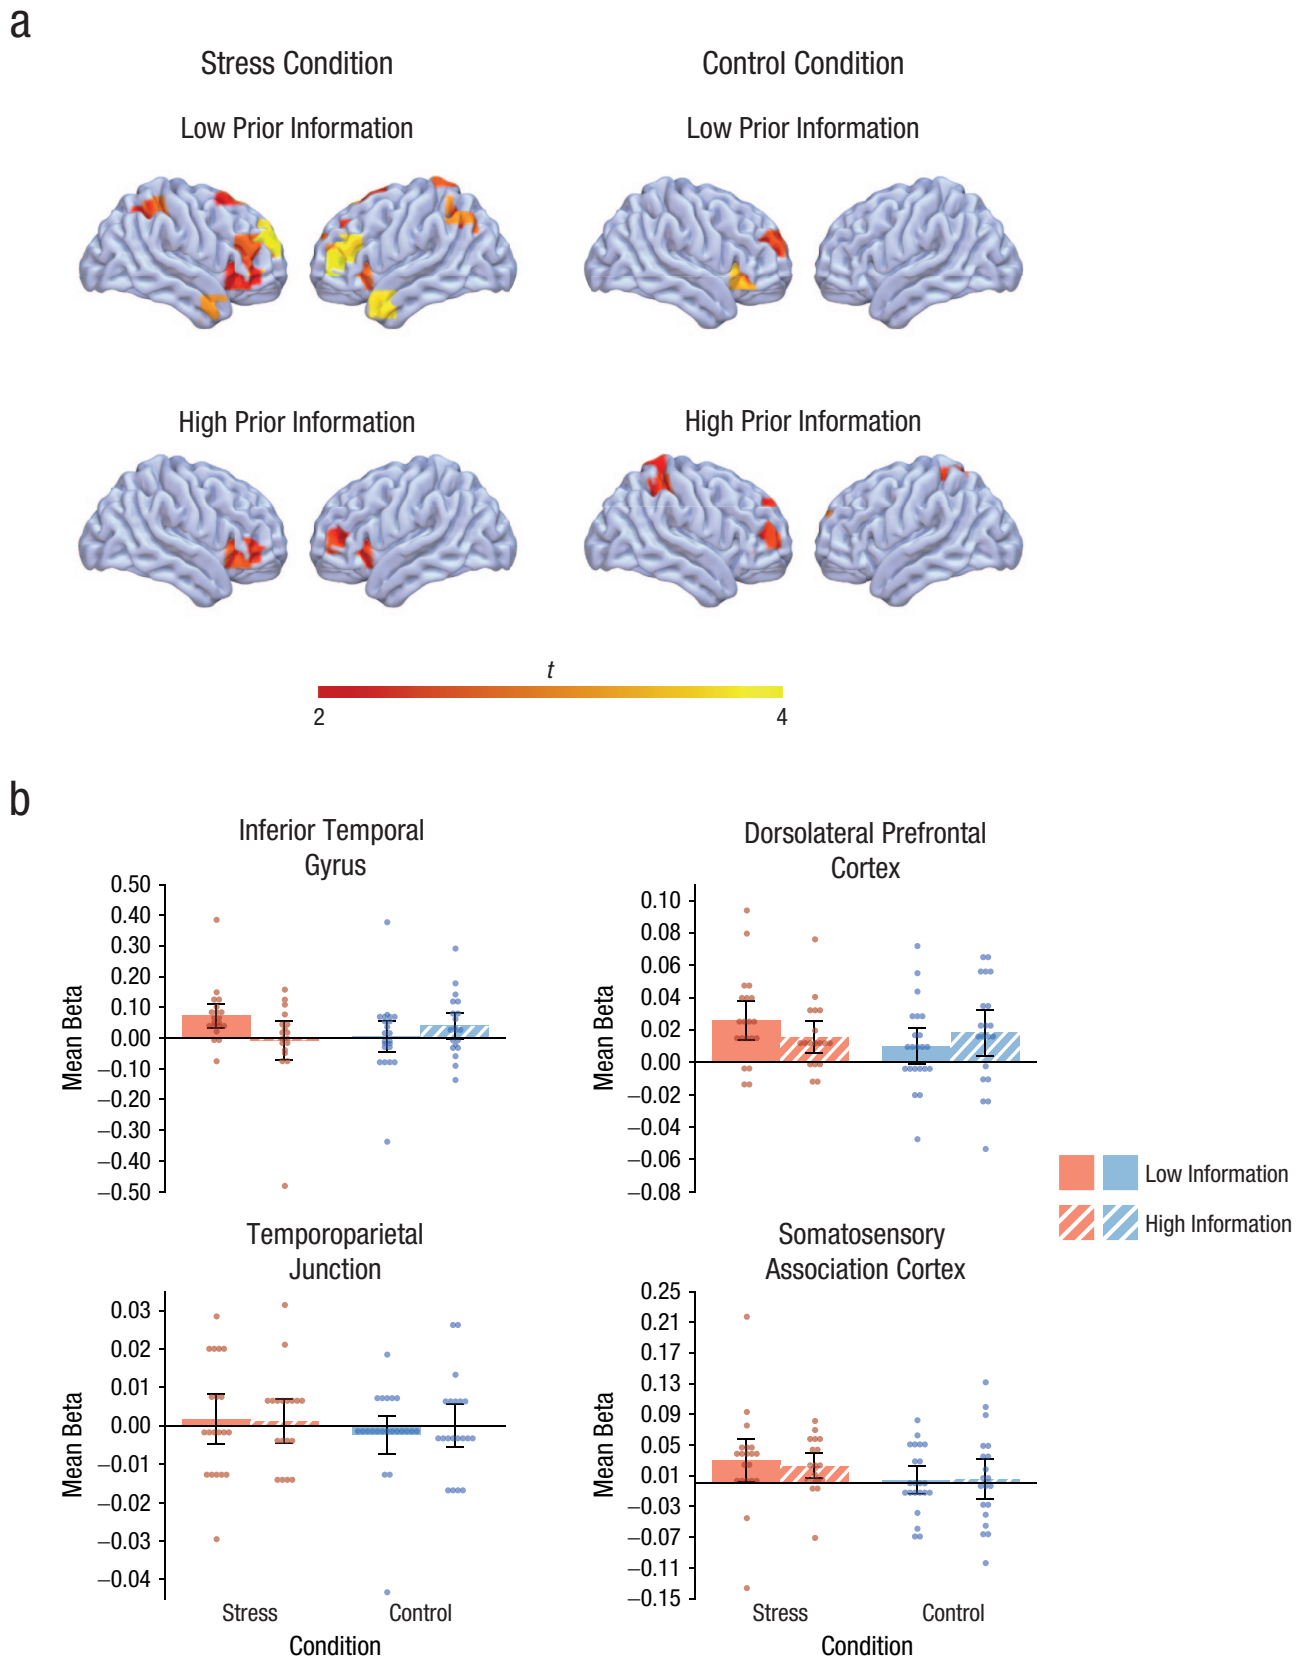 a
Stress Condition
Control Condition
Low Prior Information
Low Prior Information
High Prior Information
High Prior Information
t
2
4
b
Inferior Temporal
Gyrus
Mean Beta
0.50
0.40
0.30
0.20
0.10
0.00
−0.10
−0.20
−0.30
−0.40
−0.50
Dorsolateral Prefrontal
Cortex
Mean Beta
0.10
0.08
0.06
0.04
0.02
0.00
−0.02
−0.04
−0.06
−0.08
Low Information
High Information
Temporoparietal
Junction
Mean Beta
0.03
0.02
0.01
0.00
−0.01
−0.02
−0.03
−0.04
Stress
Control
Condition
Somatosensory
Association Cortex
Mean Beta
0.25
0.21
0.17
0.13
0.09
0.05
0.01
−0.03
−0.07
−0.11
−0.15
Stress
Control
Condition